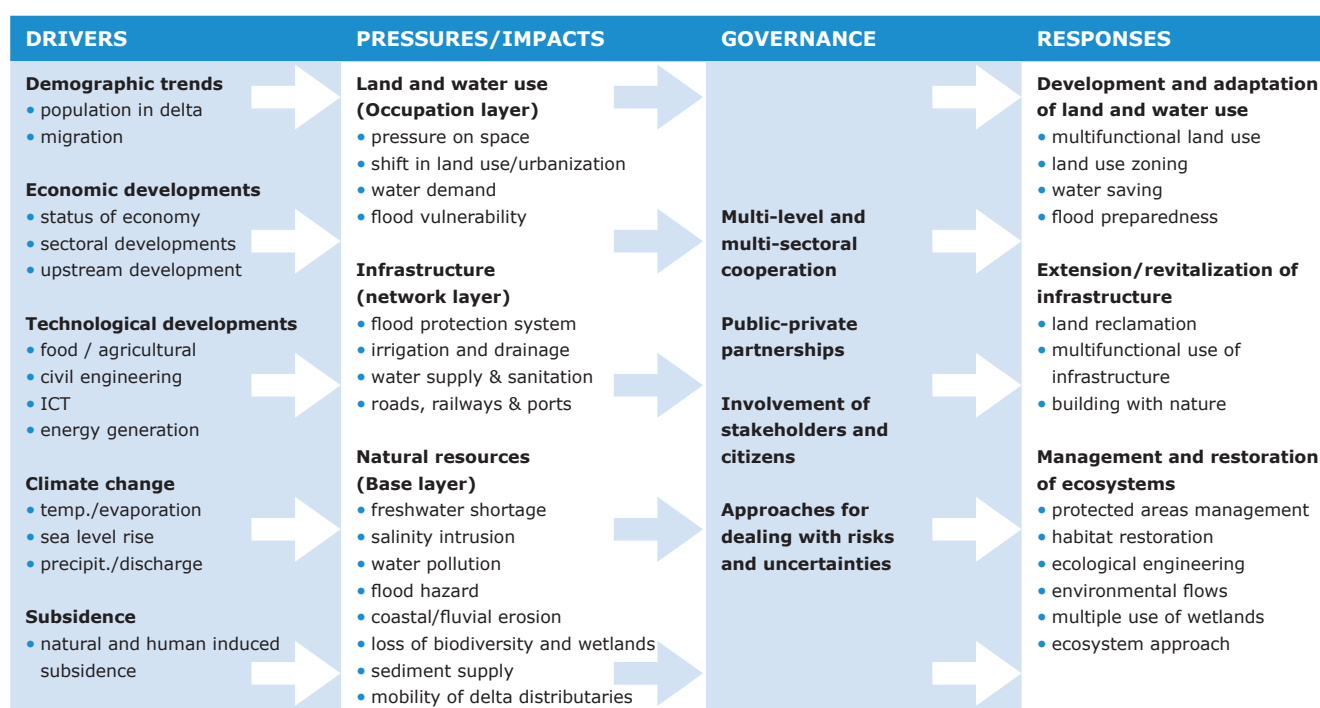 DRIVERS
PRESSURES/IMPACTS
GOVERNANCE
RESPONSES
Demographic trends
• population in delta
• migration
Economic developments
• status of economy
• sectoral developments
• upstream development
Technological developments
• food / agricultural
• civil engineering
• ICT
• energy generation
Climate change
• temp./evaporation
• sea level rise
• precipit./discharge
Subsidence
• natural and human induced
subsidence
Land and water use
(Occupation layer)
• pressure on space
• shift in land use/urbanization
• water demand
• flood vulnerability
Infrastructure
(network layer)
• flood protection system
• irrigation and drainage
• water supply & sanitation
• roads, railways & ports
Natural resources
(Base layer)
• freshwater shortage
• salinity intrusion
• water pollution
• flood hazard
• coastal/fluvial erosion
• loss of biodiversity and wetlands
• sediment supply
• mobility of delta distributaries
Multi-level and
multi-sectoral
cooperation
Public-private
partnerships
Involvement of
stakeholders and
citizens
Approaches for
dealing with risks
and uncertainties
Development and adaptation
of land and water use
• multifunctional land use
• land use zoning
• water saving
• flood preparedness
Extension/revitalization of
infrastructure
• land reclamation
• multifunctional use of
infrastructure
• building with nature
Management and restoration
of ecosystems
• protected areas management
• habitat restoration
• ecological engineering
• environmental flows
• multiple use of wetlands
• ecosystem approach